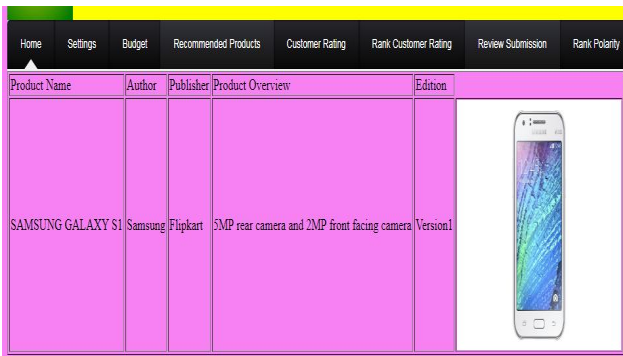 Home Settings Budget Recommended Products Customer Rating Rank Customer Rating Review Submission Rank Polarity
Product Name Author Publisher Product Overview Edition
SAMSUNG GALAXY S1 Samsung Flipkart 5MP rear camera and 2MP front facing camera Version1
SAMSUNG